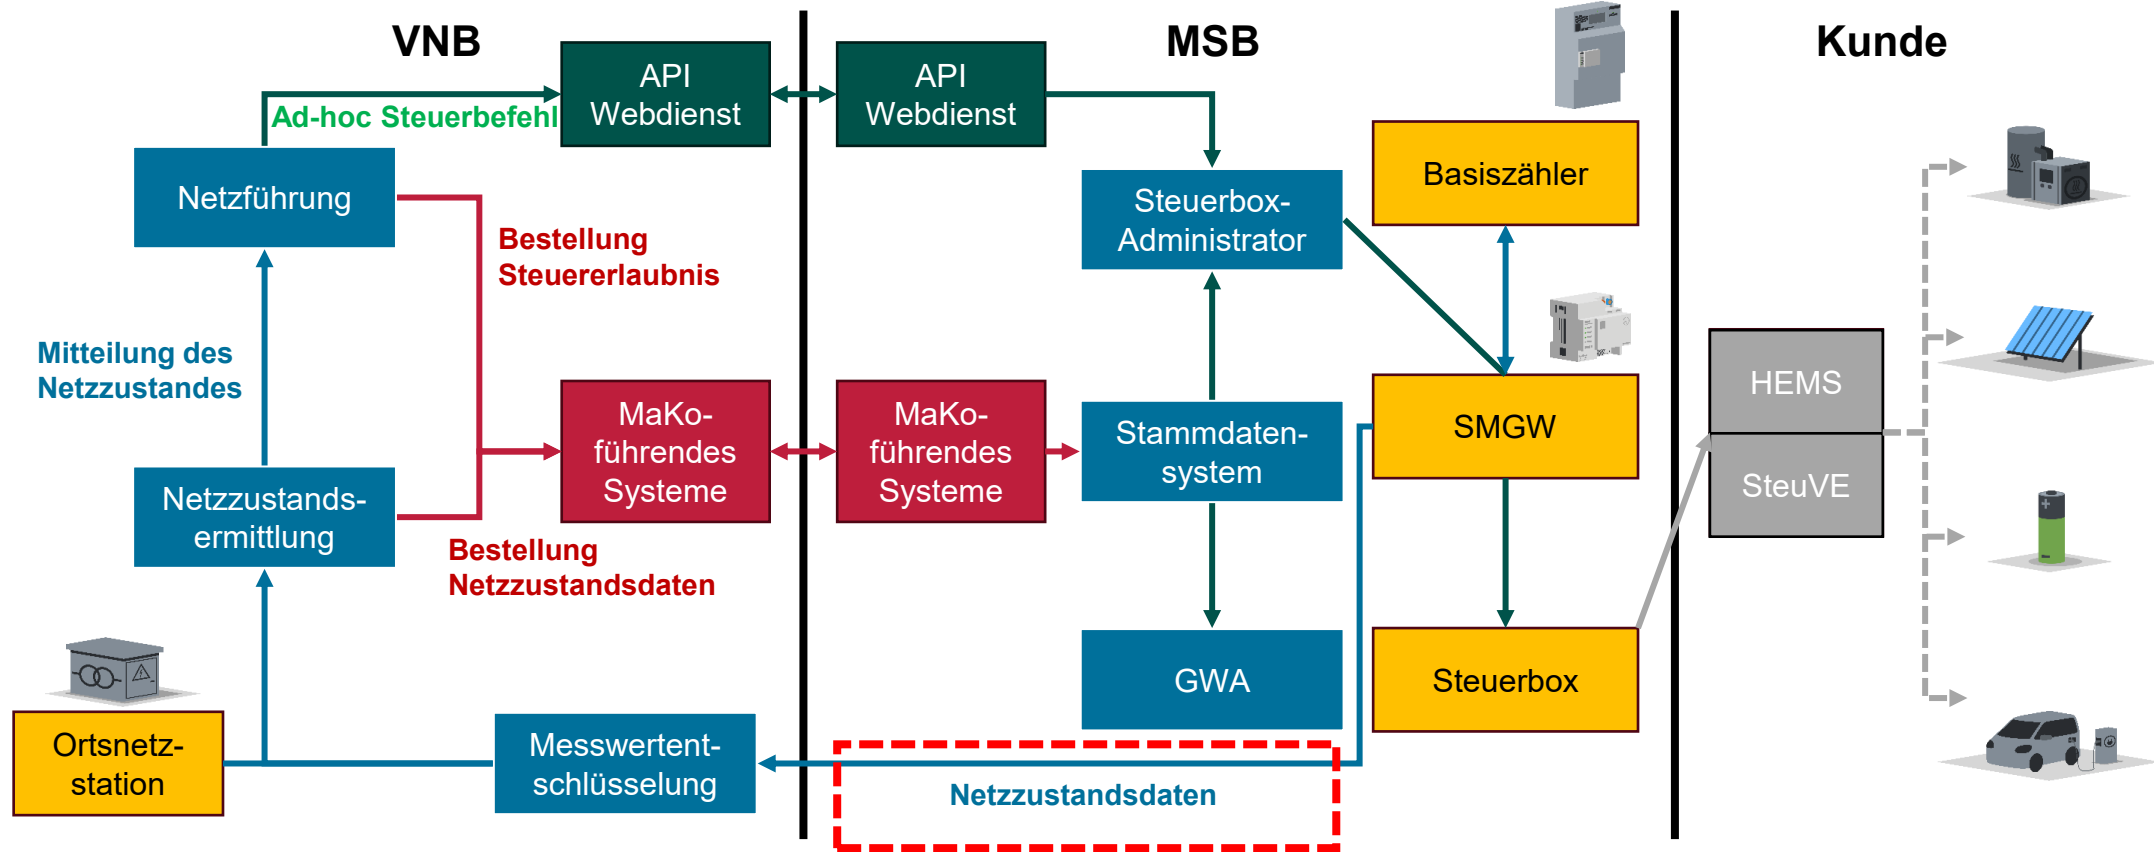 VNB
MSB
Kunde
API
Webdienst
API
Webdienst
Ad-hoc Steuerbefehl
Netzführung
Steuerbox-
Administrator
Basiszähler
Bestellung
Steuererlaubnis
Mitteilung des
Netzzustandes
MaKo-
führendes
Systeme
MaKo-
führendes
Systeme
Stammdaten-
system
SMGW
HEMS
SteuVE
Netzzustands-
ermittlung
Bestellung
Netzzustandsdaten
GWA
Steuerbox
Ortsnetz-
station
Messwertent-
schlüsselung
Netzzustandsdaten